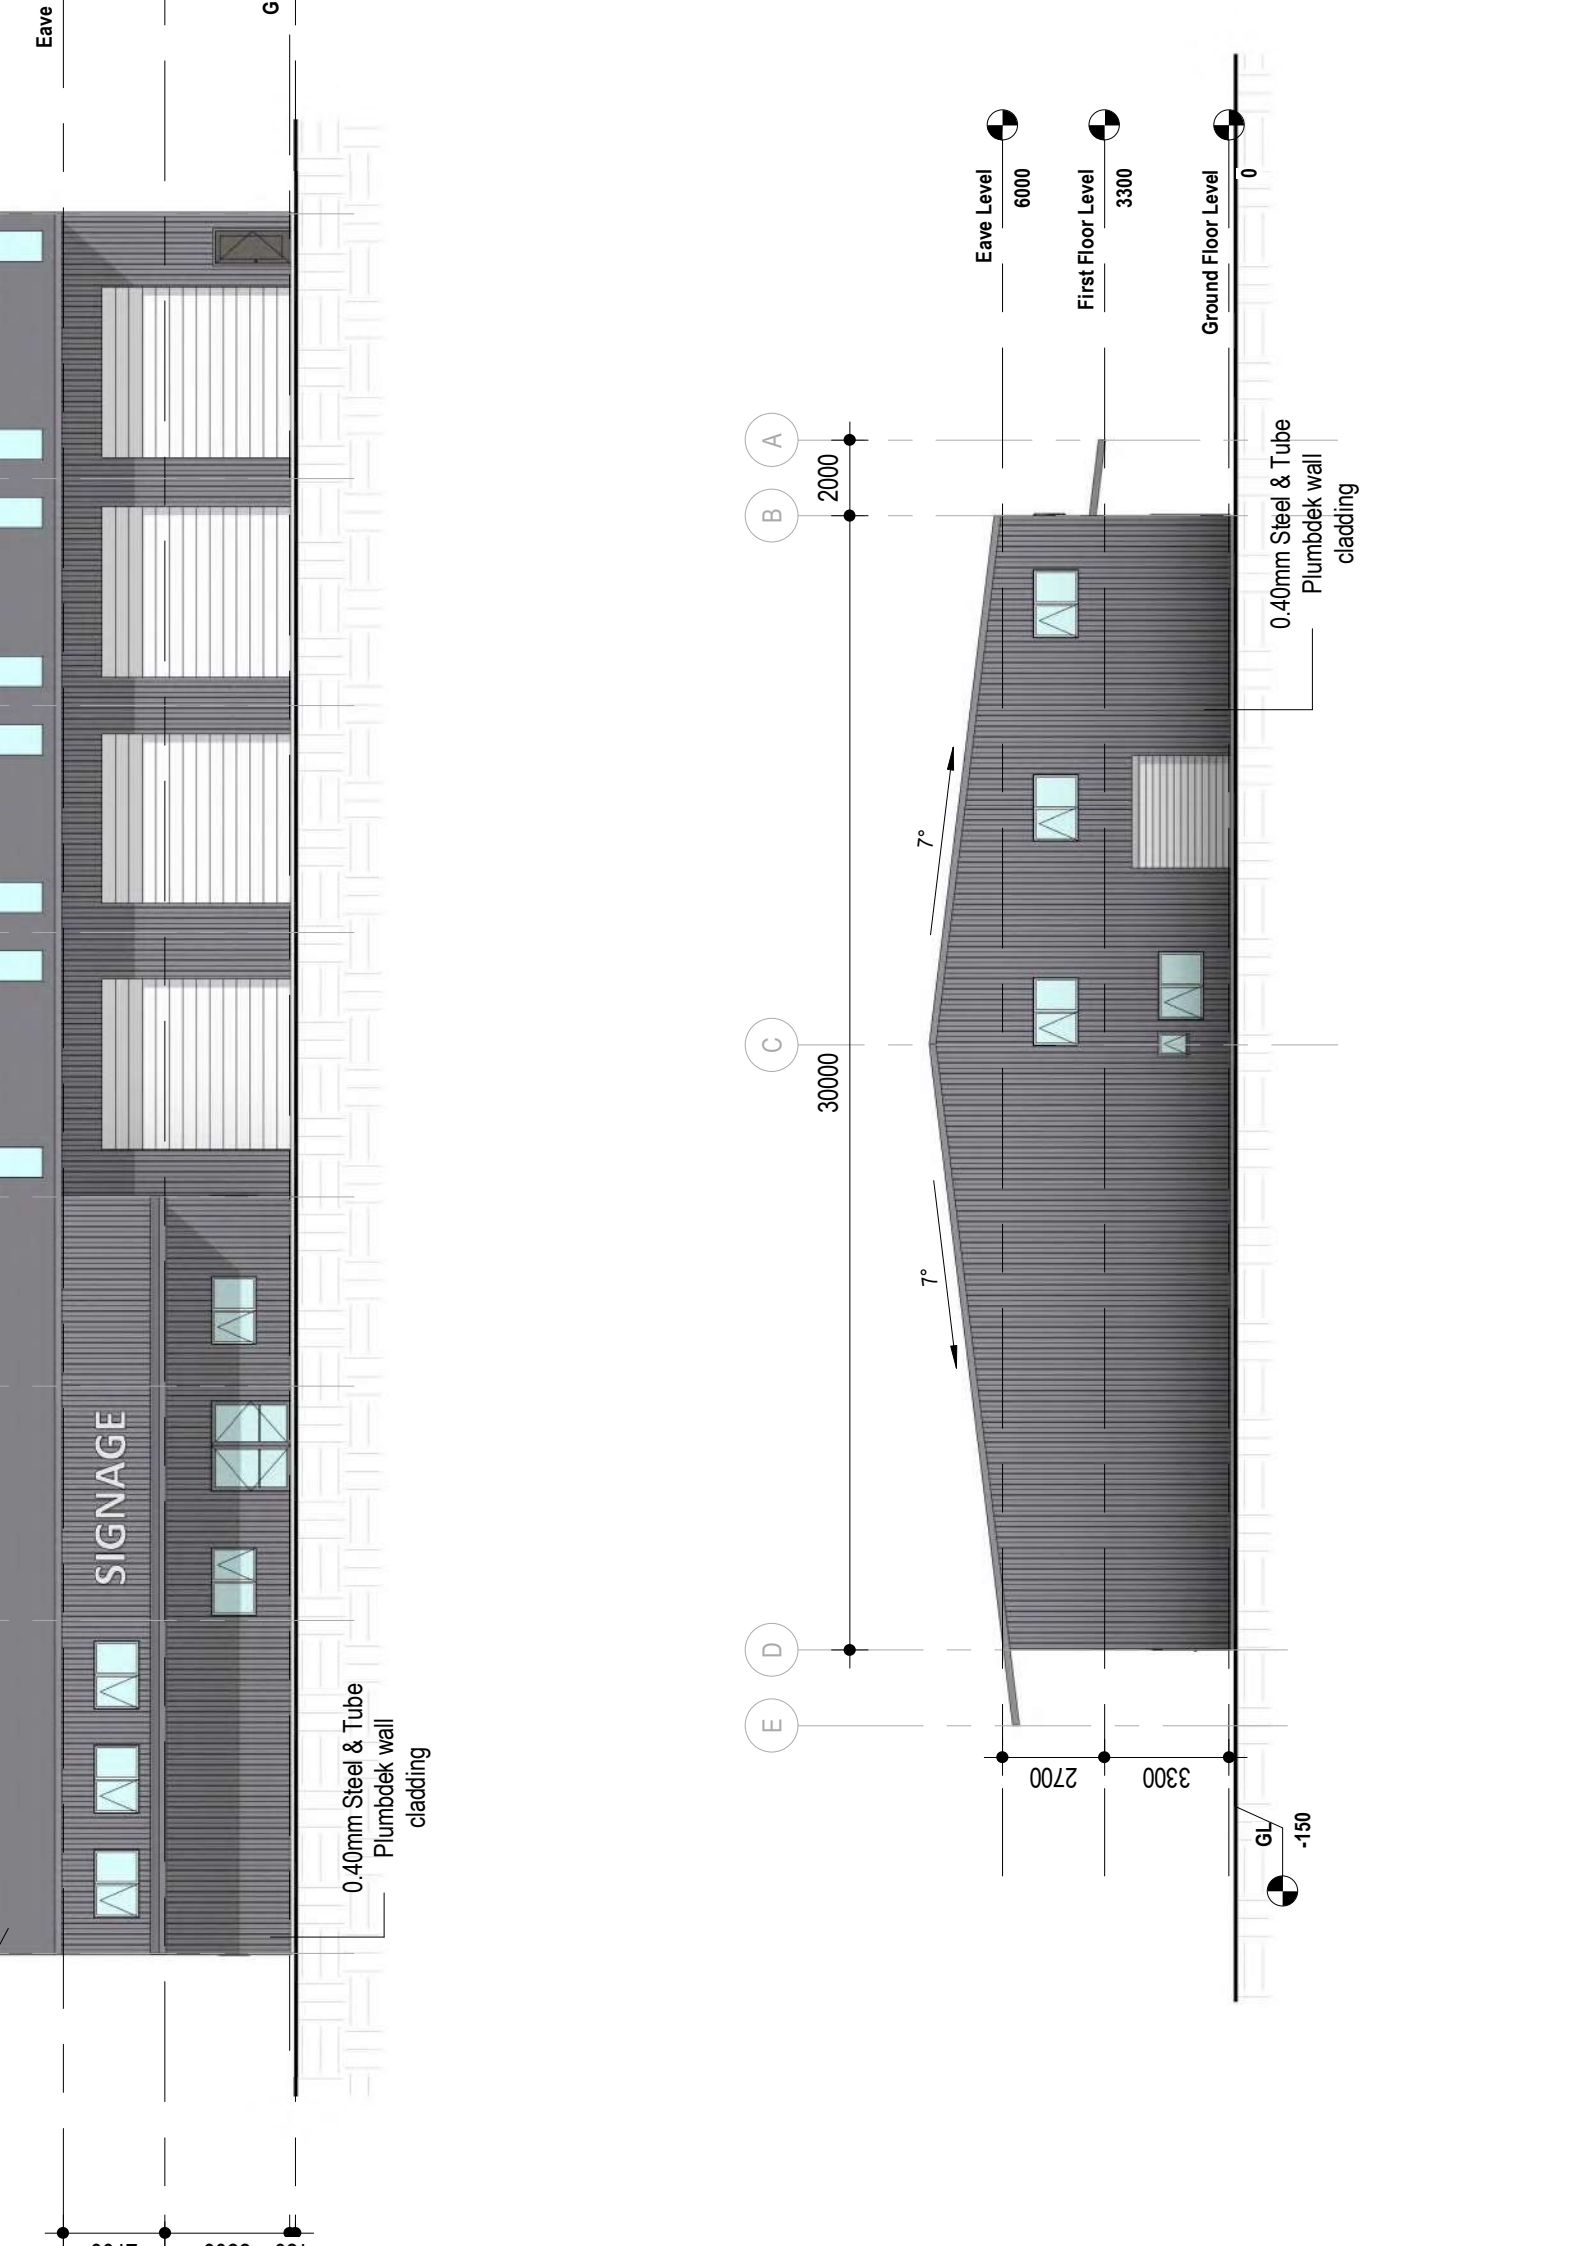 Eave
G
SIGNAGE
0.40mm Steel & Tube
Plumbdek wall
cladding
E
D
C
B
A
30000
2000
7°
7°
Eave Level
6000
First Floor Level
3300
Ground Floor Level
0
2700
3300
GL
-150
0.40mm Steel & Tube
Plumbdek wall
cladding